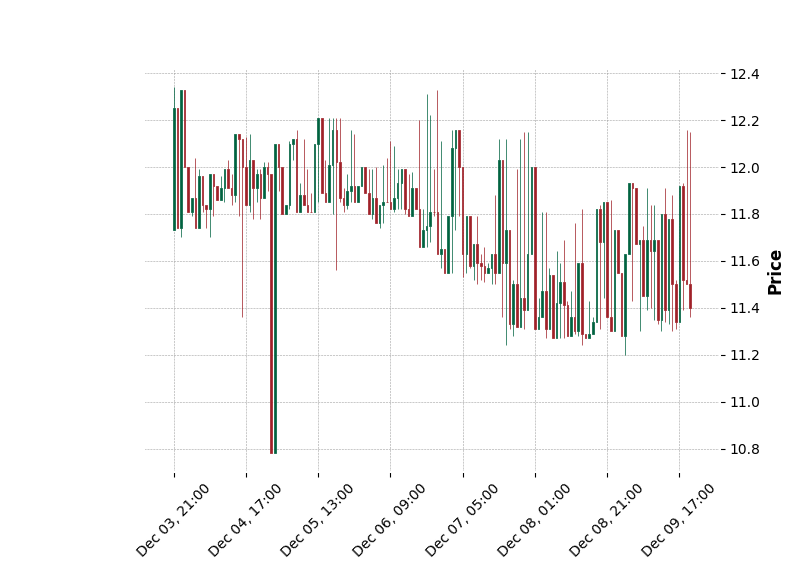 12.4
12.2
12.0
11.8
11.6
11.4
11.2
11.0
10.8
Price
Dec 03, 21:00
Dec 04, 17:00
Dec 05, 13:00
Dec 06, 09:00
Dec 07, 05:00
Dec 08, 01:00
Dec 08, 21:00
Dec 09, 17:00